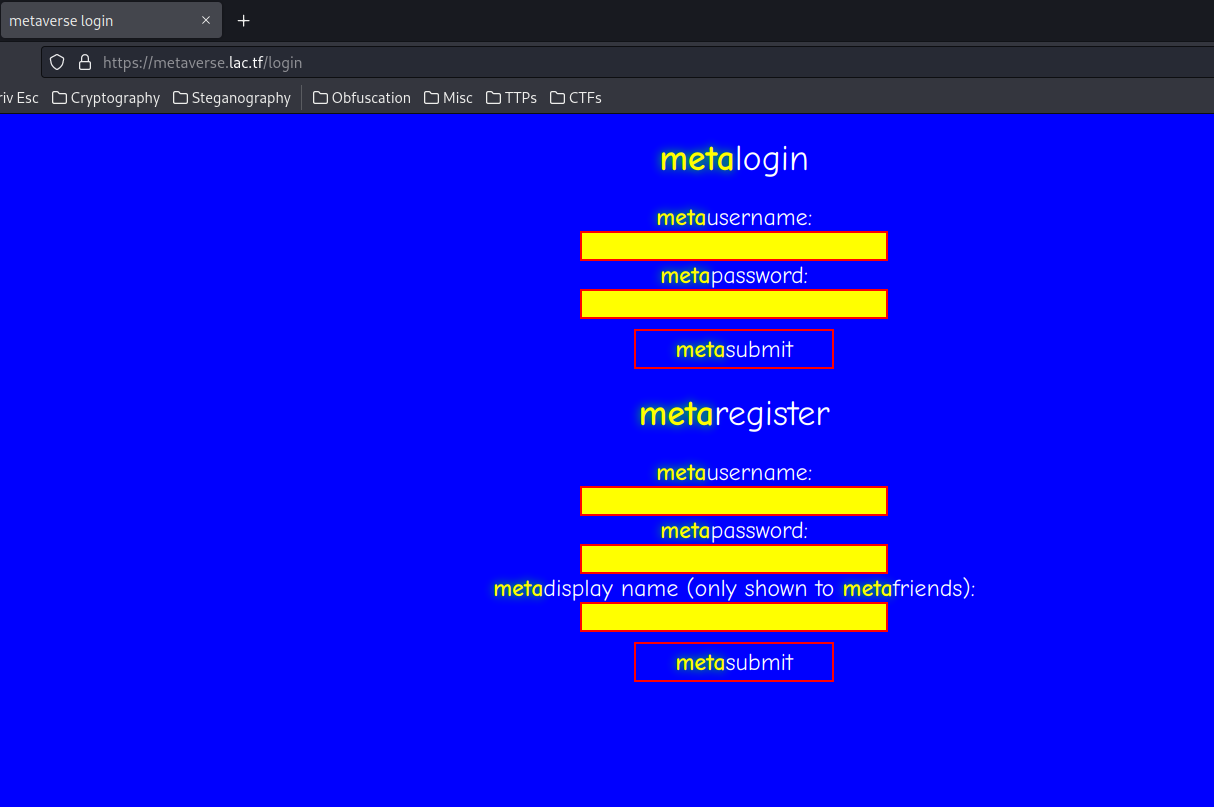 metaverse login
https://metaverse.lac.tf/login
riv Esc Cryptography Steganography Obfuscation Misc TTPs CTFs
metalogin
metausername:
metapassword:
metasubmit
metaregister
metausername:
metapassword:
metadisplay name (only shown to metafriends):
metasubmit